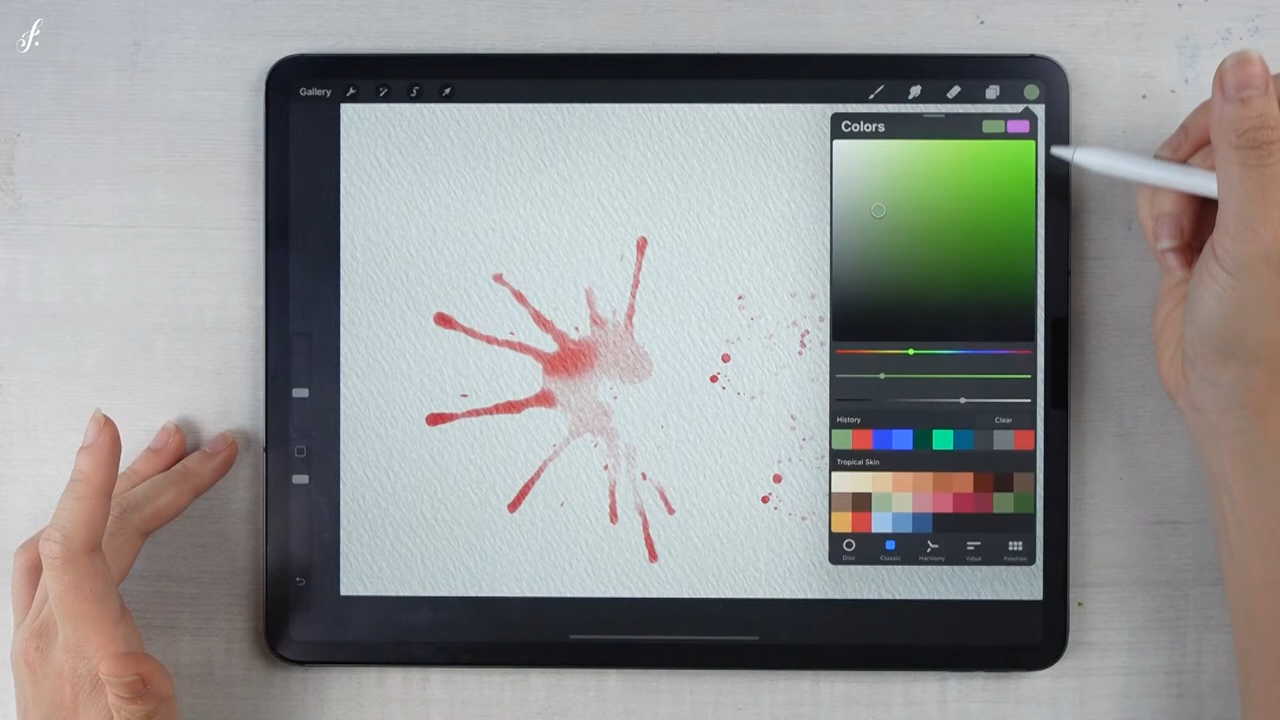 f.
Gallery
Colors
History
Clear
Tropical Skin
Disc
Classic
Harmony
Value
Palettes